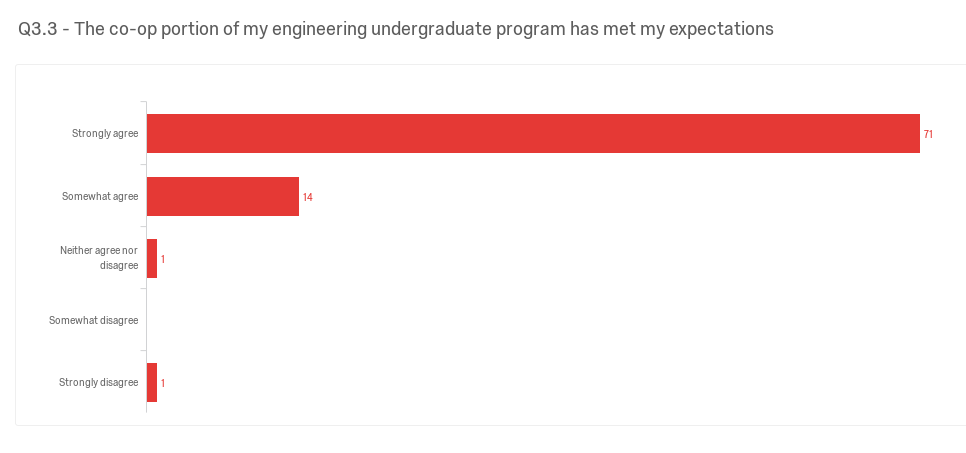 Q3.3 - The co-op portion of my engineering undergraduate program has met my expectations
Strongly agree
71
Somewhat agree
14
Neither agree nor
disagree
1
Somewhat disagree
Strongly disagree
1